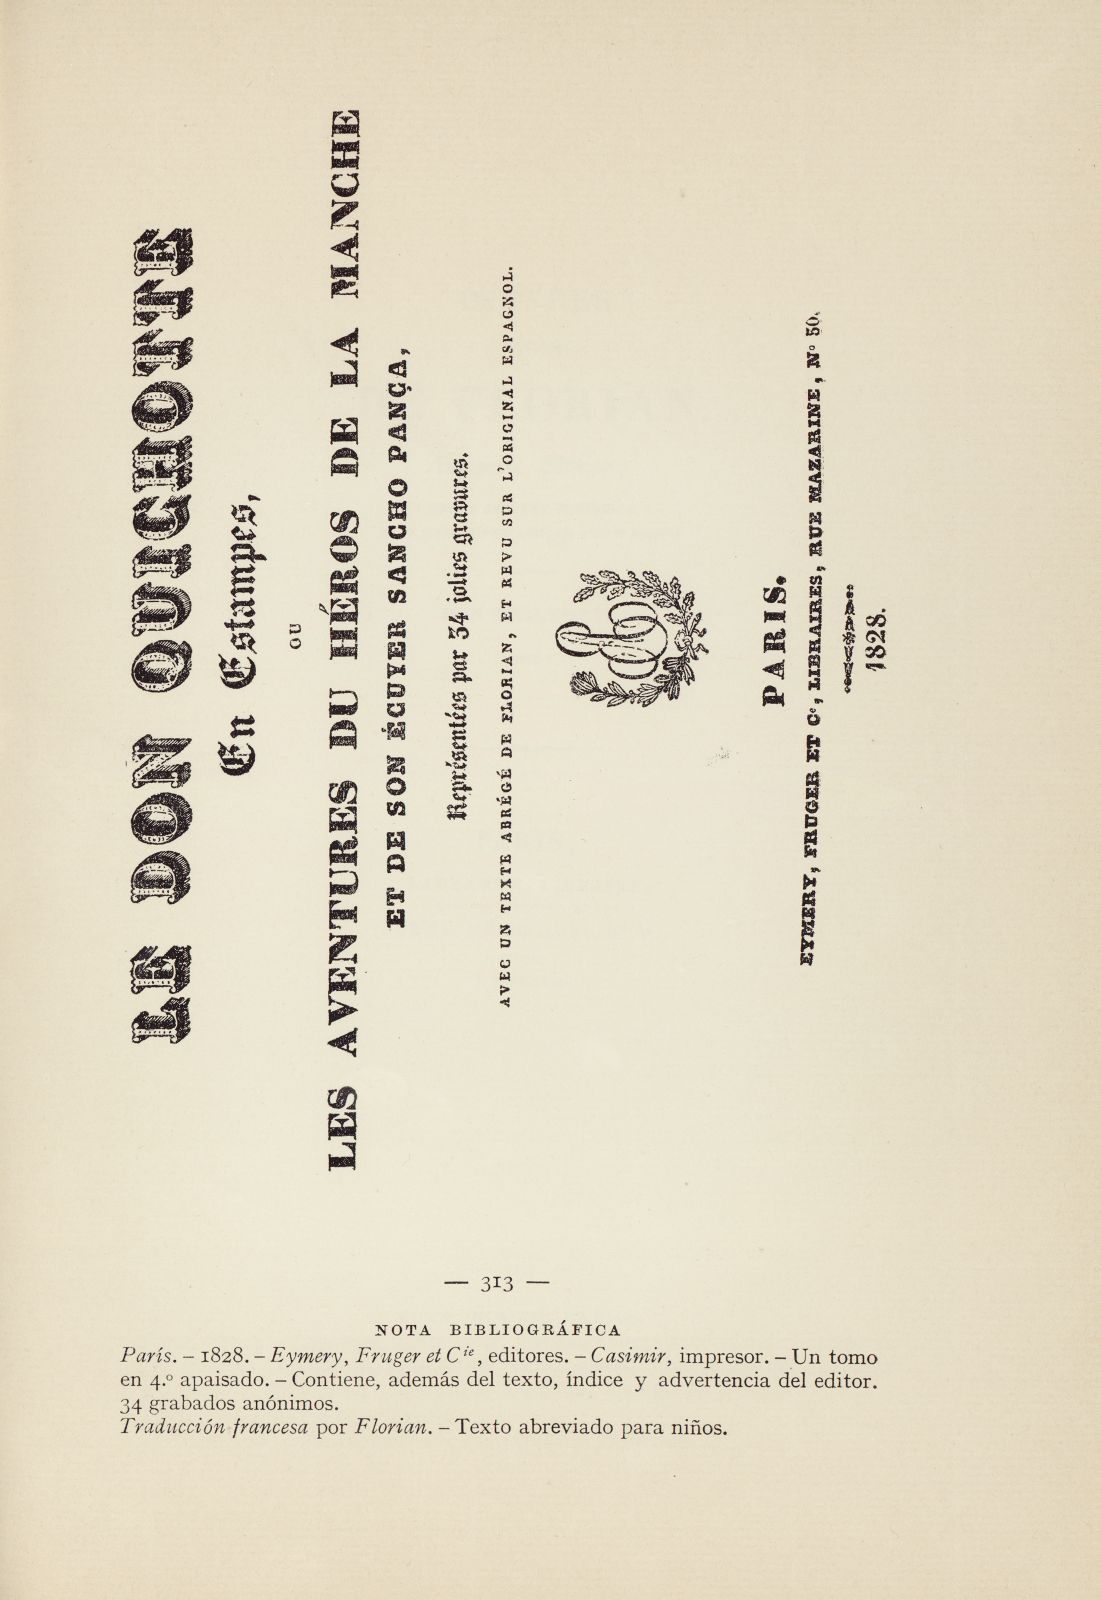 LE DON QUICHOTTE
En Estampes,
OU
LES AVENTURES DU HÉROS DE LA MANCHE
ET DE SON ÉCUYER SANCHO PANÇA,
Représentées par 34 jolies gravures.
AVEC UN TEXTE ABRÉGÉ DE FLORIAN, ET REVU SUR L'ORIGINAL ESPAGNOL.
PARIS.
EYMERY, FRUGER ET Cᵉ, LIBRAIRES, RUE MAZARINE, Nº 30.
1828.
— 313 —
NOTA BIBLIOGRÁFICA
París. – 1828. – Eymery, Fruger et Cⁱᵉ, editores. – Casimir, impresor. – Un tomo
en 4.º apaisado. – Contiene, además del texto, índice y advertencia del editor.
34 grabados anónimos.
Traducción francesa por Florian. – Texto abreviado para niños.